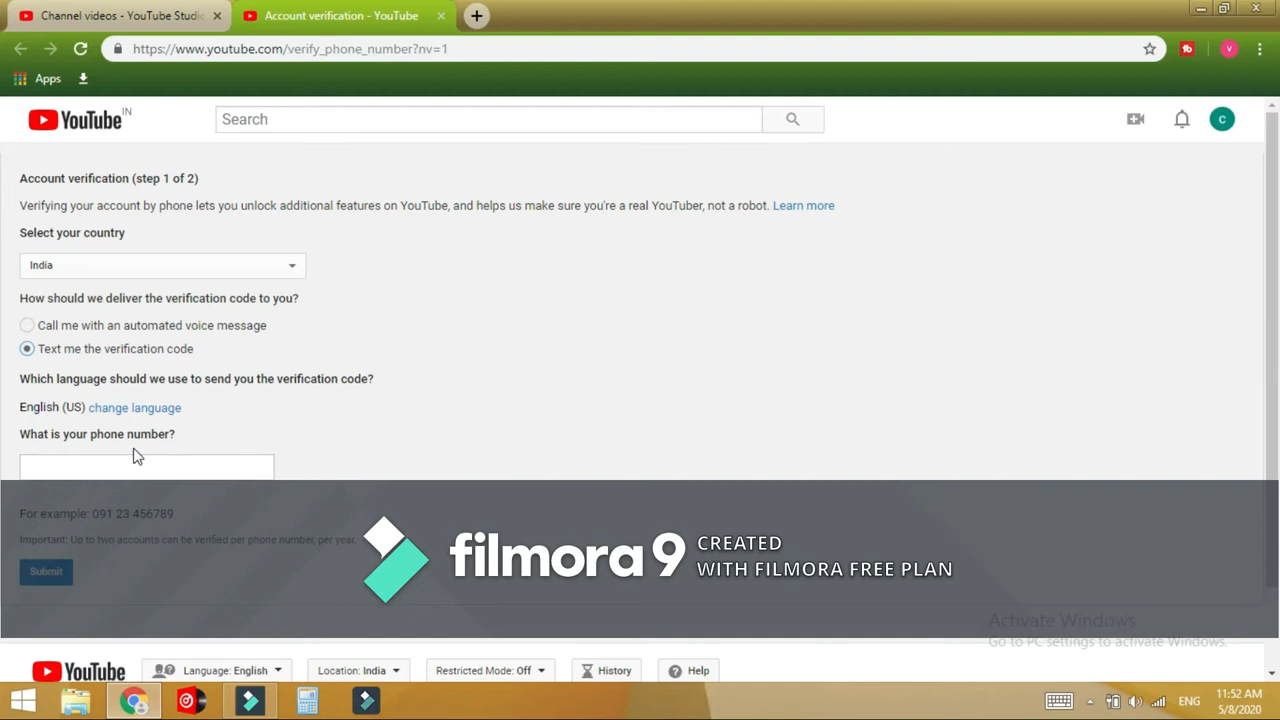 Channel videos - YouTube Studio
Account verification - YouTube
https://www.youtube.com/verify_phone_number?nv=1
Apps
YouTube IN
Search
C
V
Account verification (step 1 of 2)
Verifying your account by phone lets you unlock additional features on YouTube, and helps us make sure you're a real YouTuber, not a robot. Learn more
Select your country
India
How should we deliver the verification code to you?
Call me with an automated voice message
Text me the verification code
Which language should we use to send you the verification code?
English (US) change language
What is your phone number?
For example: 091 23 456789
Important: Up to two accounts can be verified per phone number, per year.
Submit
filmora 9 CREATED
WITH FILMORA FREE PLAN
Activate Windows
Go to PC settings to activate Windows.
YouTube Language: English Location: India Restricted Mode: Off History Help
ENG
11:52 AM
5/8/2020